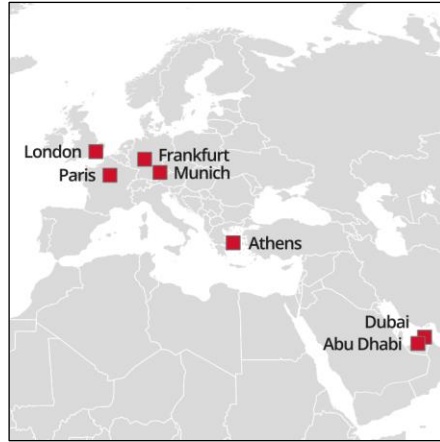 London
Frankfurt
Paris
Munich
Athens
Dubai
Abu Dhabi